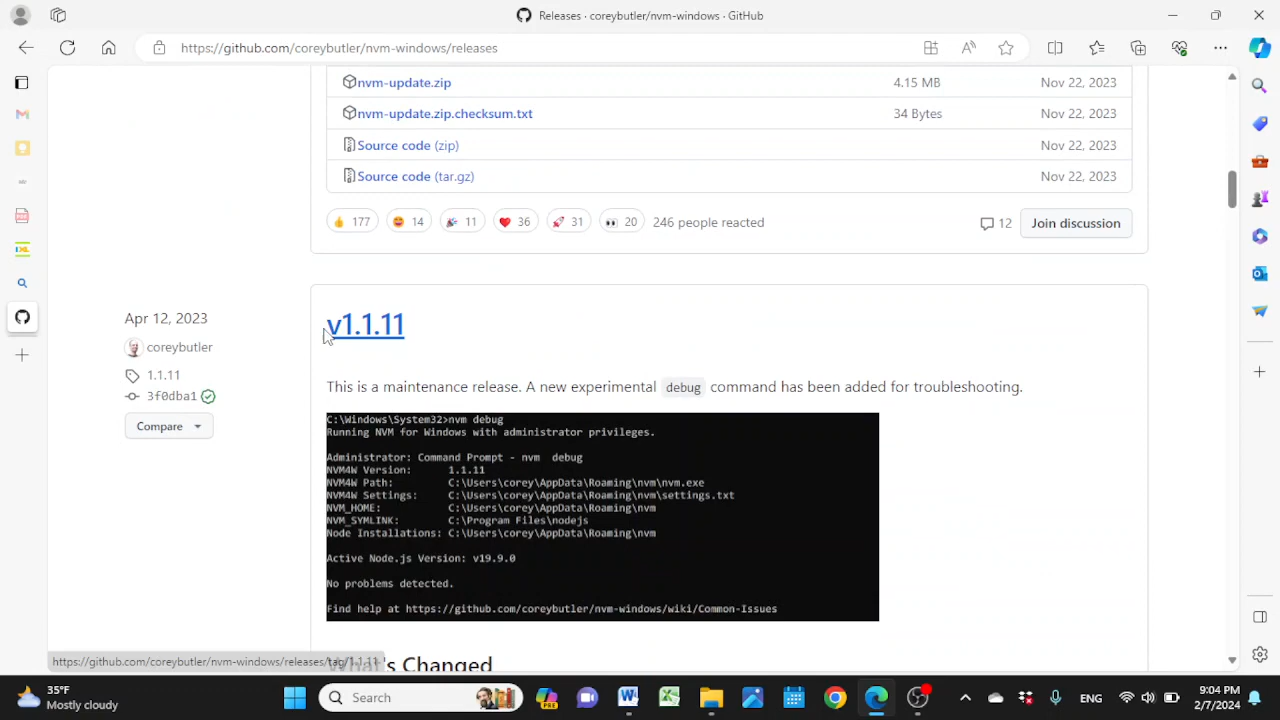 Releases · coreybutler/nvm-windows · GitHub
https://github.com/coreybutler/nvm-windows/releases
nvm-update.zip 4.15 MB Nov 22, 2023
nvm-update.zip.checksum.txt 34 Bytes Nov 22, 2023
Source code (zip) Nov 22, 2023
Source code (tar.gz) Nov 22, 2023
177 14 11 36 31 20 246 people reacted 12 Join discussion
Apr 12, 2023
coreybutler
1.1.11
3f0dba1
Compare
v1.1.11
This is a maintenance release. A new experimental debug command has been added for troubleshooting.
C:\Windows\System32>nvm debug
Running NVM for Windows with administrator privileges.
Administrator: Command Prompt - nvm debug
NVM4W Version: 1.1.11
NVM4W Path: C:\Users\corey\AppData\Roaming\nvm\nvm.exe
NVM4W Settings: C:\Users\corey\AppData\Roaming\nvm\settings.txt
NVM_HOME: C:\Users\corey\AppData\Roaming\nvm
NVM_SYMLINK: C:\Program Files\nodejs
Node Installations: C:\Users\corey\AppData\Roaming\nvm
Active Node.js Version: v19.9.0
No problems detected.
Find help at https://github.com/coreybutler/nvm-windows/wiki/Common-Issues
What's Changed
https://github.com/coreybutler/nvm-windows/releases/tag/1.1.11
35°F
Mostly cloudy
Search
PRE
ENG
9:04 PM
2/7/2024